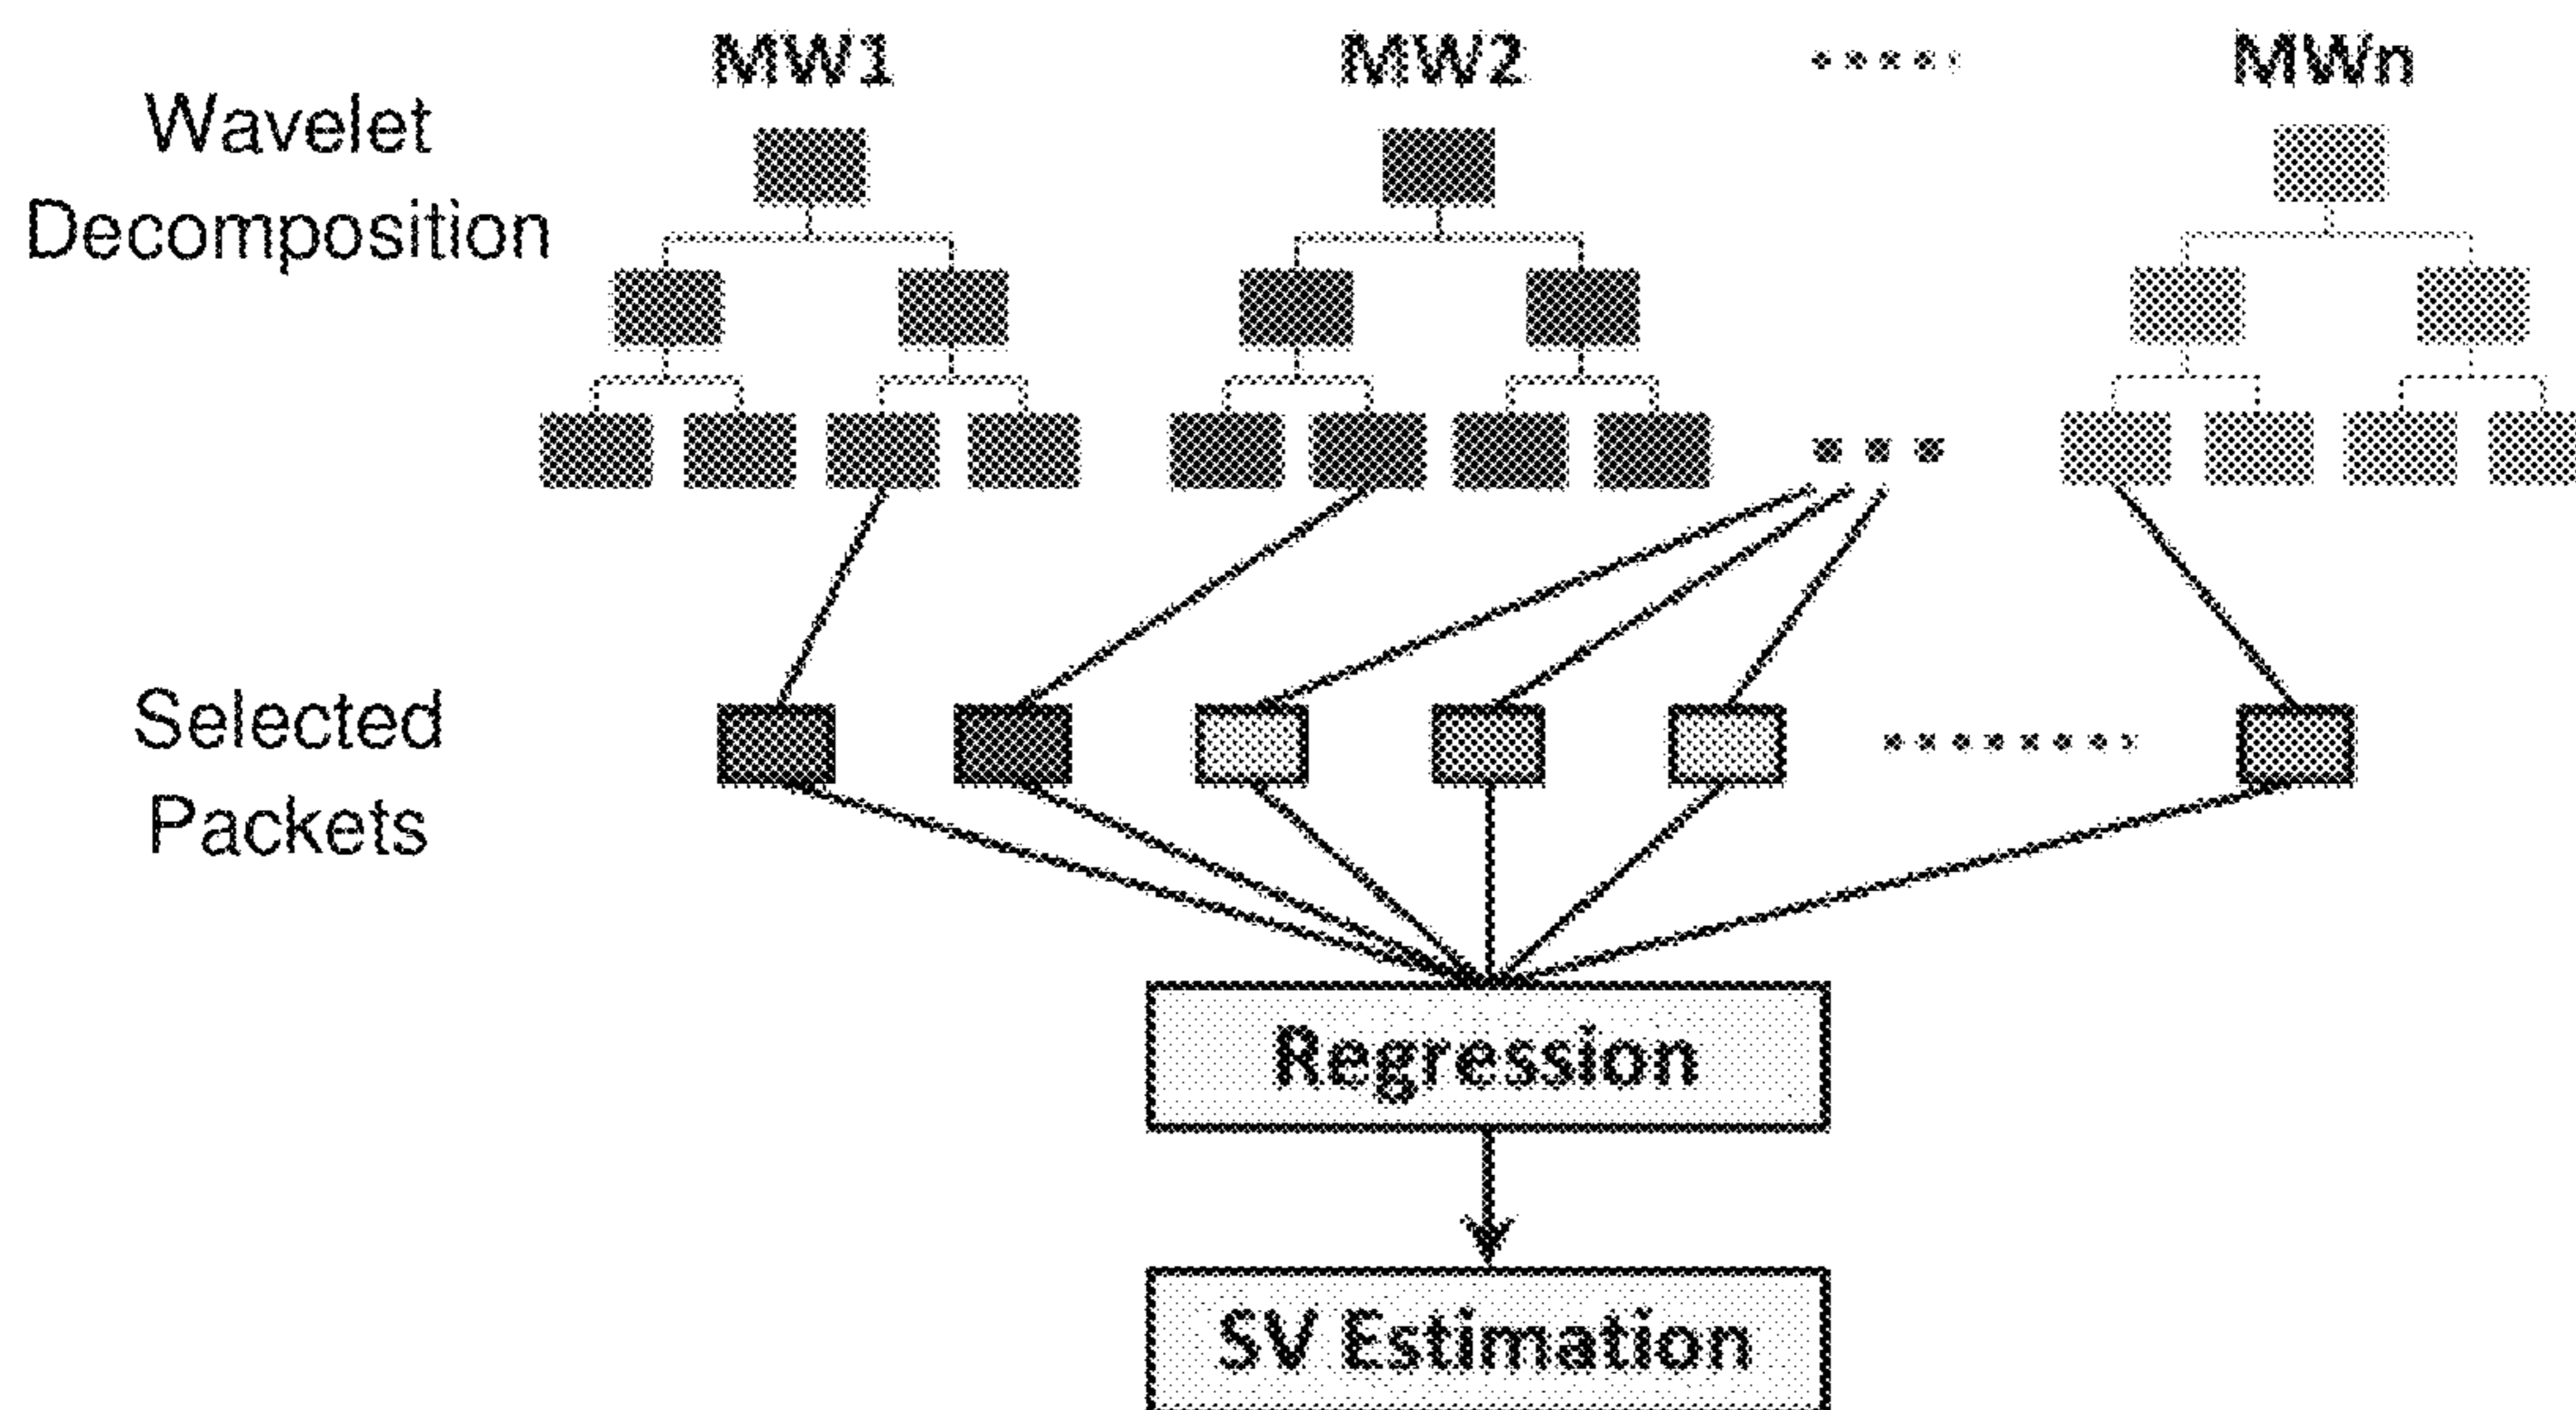 MW1
MW2
MWn
Wavelet
Decomposition
Selected
Packets
Regression
SV Estimation